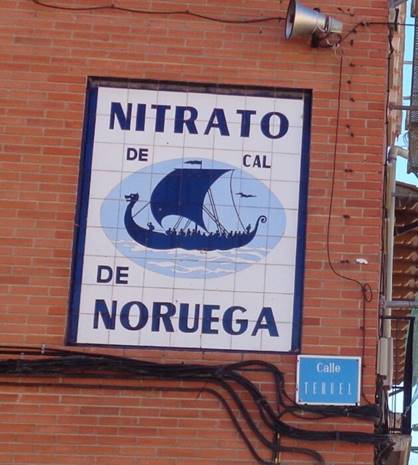 NITRATO
DE CAL
DE
NORUEGA
Calle
TERUEL